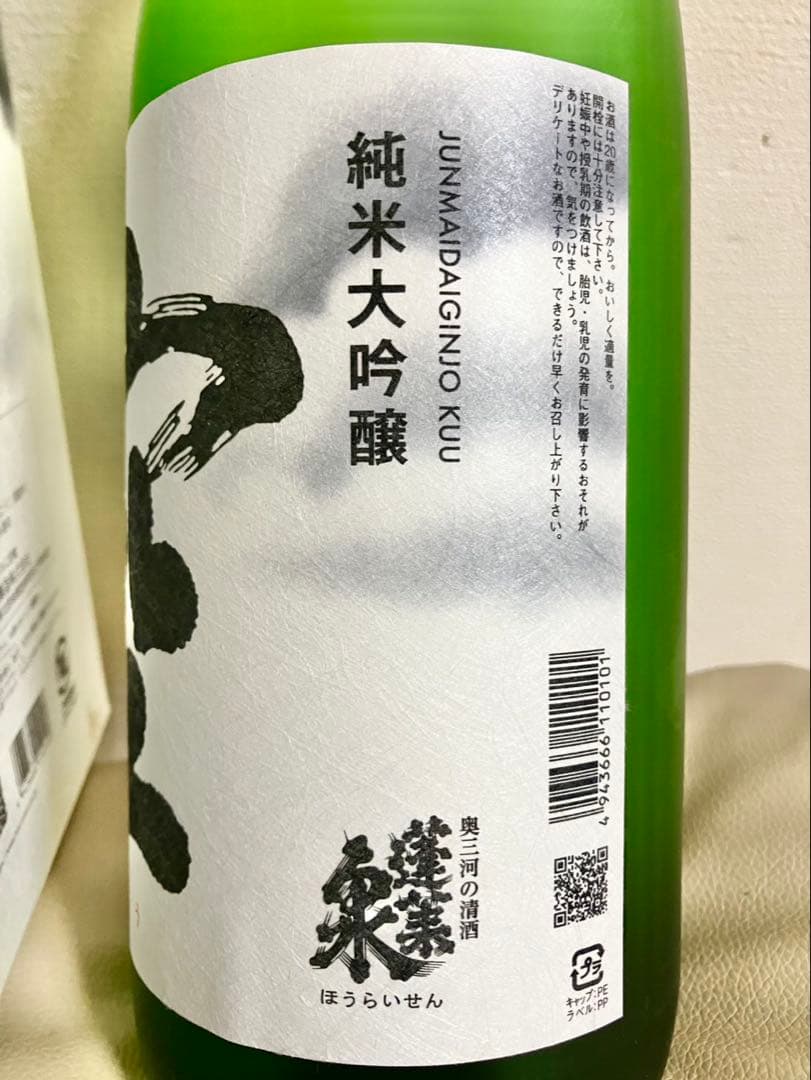 お酒は20歳になってから。おいしく適量を。
開栓には十分注意して下さい。
妊娠中や授乳期の飲酒は、胎児・乳児の発育に影響するおそれが
ありますので、気をつけましょう。
デリケートなお酒ですので、できるだけ早くお召し上がり下さい。
JUNMAIDAIGINJO KUU
純米大吟醸
4943666110101
奥三河の清酒
蓬莱
泉
ほうらいせん
プラ
キャップ:PE
ラベル:PP